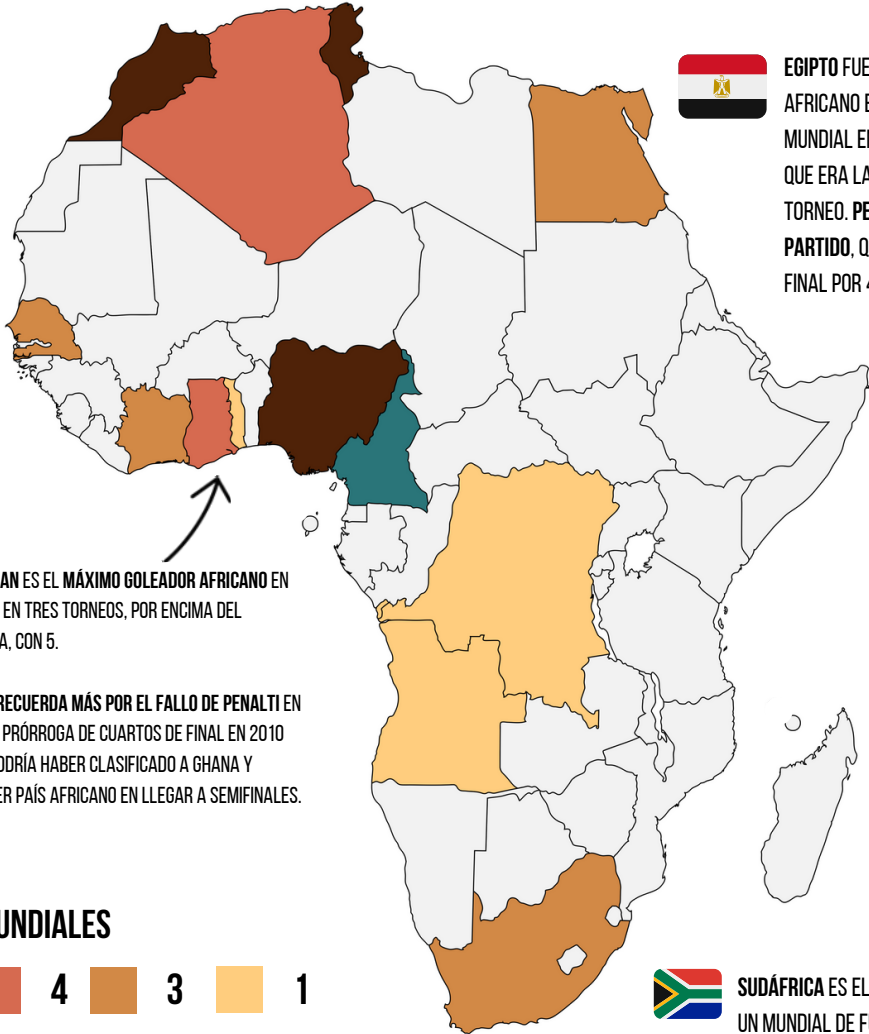 EGIPTO FUE
AFRICANO E
MUNDIAL EN
QUE ERA LA
TORNEO. PE
PARTIDO, Q
FINAL POR 4
AN ES EL MÁXIMO GOLEADOR AFRICANO EN
EN TRES TORNEOS, POR ENCIMA DEL
A, CON 5.
RECUERDA MÁS POR EL FALLO DE PENALTI EN
PRÓRROGA DE CUARTOS DE FINAL EN 2010
ODRÍA HABER CLASIFICADO A GHANA Y
ER PAÍS AFRICANO EN LLEGAR A SEMIFINALES.
UNDIALES
4 3 1
SUDÁFRICA ES EL
UN MUNDIAL DE F